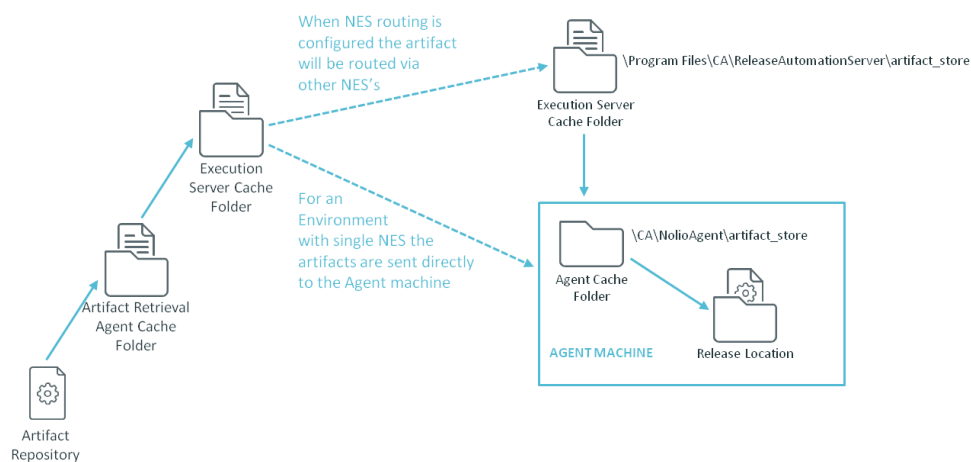 When NES routing is
configured the artifact
will be routed via
other NES's
\Program Files\CA\ReleaseAutomationServer\artifact_store
Execution Server
Cache Folder
Execution
Server Cache
Folder
For an
Environment
with single NES the
artifacts are sent directly
to the Agent machine
\CA\NolioAgent\artifact_store
Agent Cache
Folder
Artifact Retrieval
Agent Cache
Folder
AGENT MACHINE
Release Location
Artifact
Repository